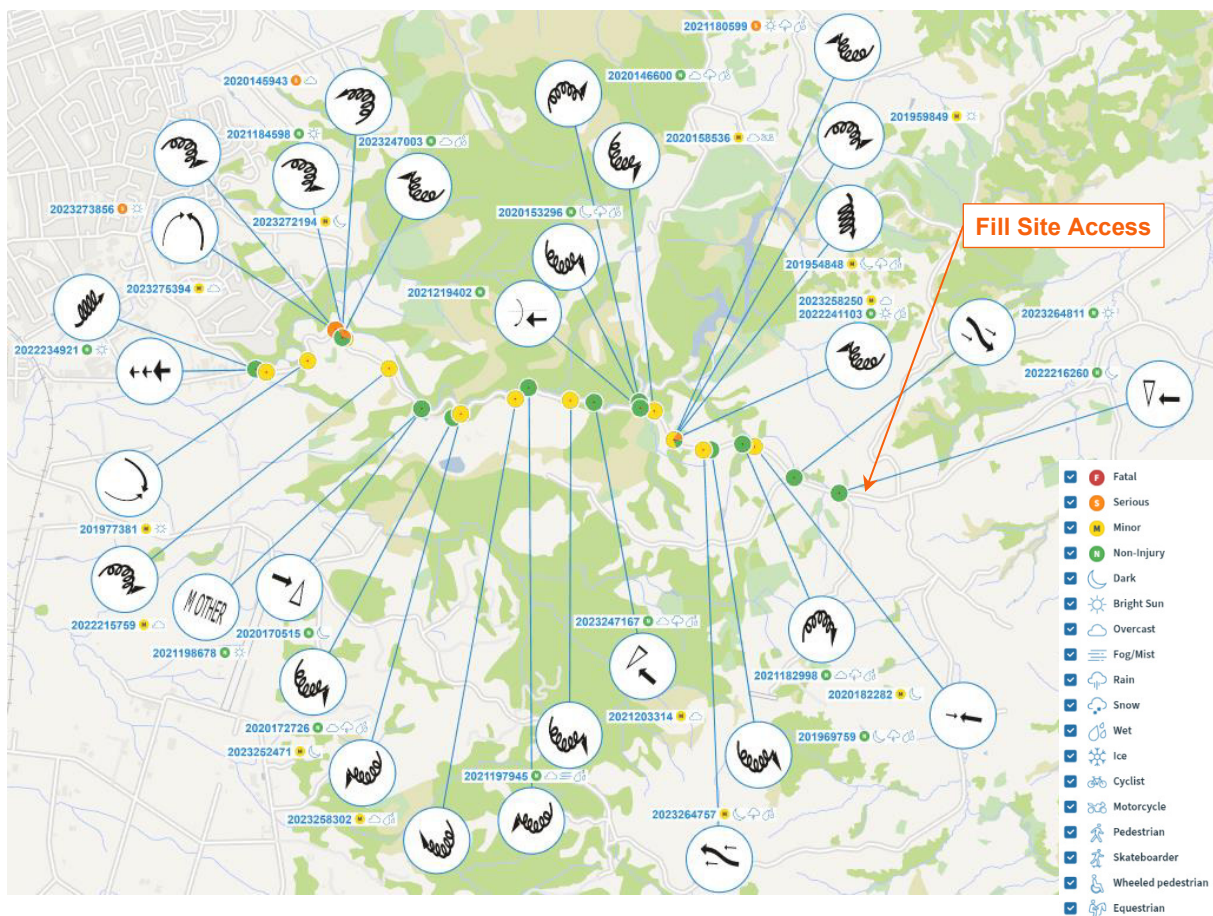 2021180599 S
2020145943 S
2020146600 N
2021184598 N
2023247003 N
2020158536 M
201959849 M
2023273856 S
2023272194 M
2020153296 N
Fill Site Access
201954848 M
2023275394 M
2021219402 N
2023258250 M
2022241103 N
2023264811 N
2022234921 N
2022216260 N
201977381 M
2022215759 M
M OTHER
2020170515 N
2021198678 N
2023247167 N
2021182998 N
2020182282 M
2021203314 M
2020172726 N
2023252471 M
201969759 N
2021197945 N
2023258302 M
2023264757 M
F Fatal
S Serious
M Minor
N Non-Injury
Dark
Bright Sun
Overcast
Fog/Mist
Rain
Snow
Wet
Ice
Cyclist
Motorcycle
Pedestrian
Skateboarder
Wheeled pedestrian
Equestrian